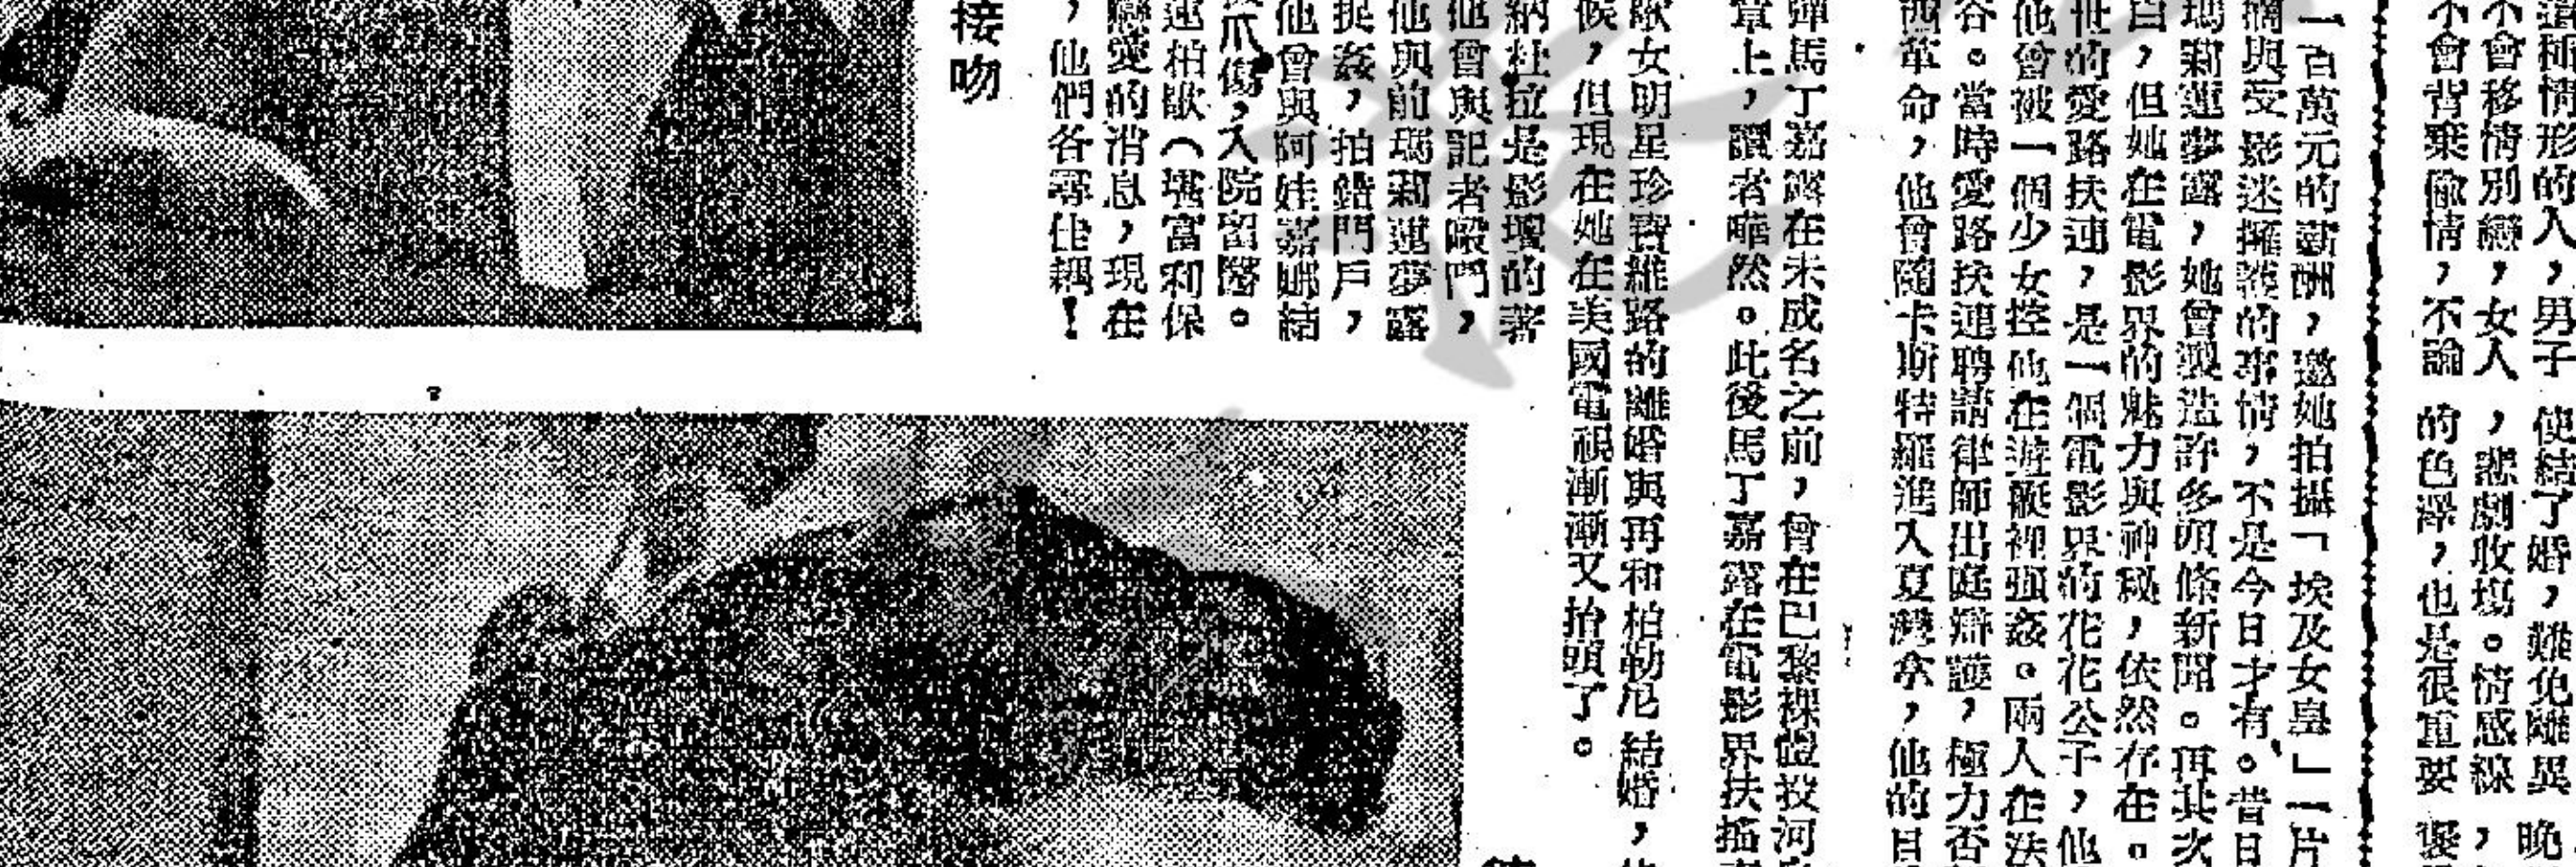 這種情形的人，男子
不會移情別戀，女人
不會背棄偷情，不論
使結了婚，難免離異
，悲劇收場。情感線
的色澤，也是很重要
晚
，
一百萬元的薪酬，邀她拍攝「埃及女皇」一片
與受影迷擁護的事情，不是今日才有。昔日
瑪莉蓮夢露，她曾製造許多頭條新聞。再其次
白，但她在電影界的魅力與神秘，依然存在。
世的愛路扶連，是一個電影界的花花公子，他
他曾被一個少女控他在遊艇裡强姦。兩人在法
谷。當時愛路扶連聘請律師出庭辯護，極力否
西革命，他曾隨卡斯特羅進入夏灣拿，他的目
彈馬丁嘉露在未成名之前，曾在巴黎裸體投河
章上，讀者嘩然。此後馬丁嘉露在電影界扶搖
歌女明星珍寶羅路的離婚與再和柏勒尼結婚，
候，但現在她在美國電視漸漸又抬頭了。
納杜拉是影壇的著
他曾與記者毆鬥，
他與前瑪莉蓮夢露
捉姦，拍錯門戶，
他曾與阿娃嘉娜結
爪傷，入院留醫。
連柏歐（堪富利保
戀愛的消息，現在
，他們各尋佳耦！
接吻